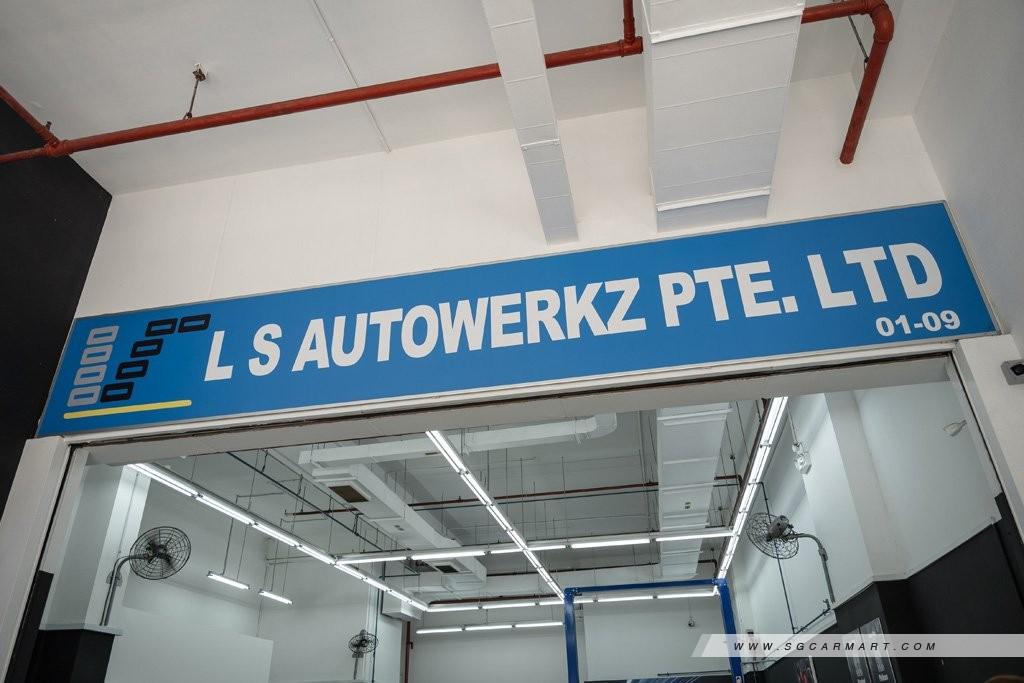 L S AUTOWERKZ PTE. LTD
01-09
WWW.SGCARMART.COM